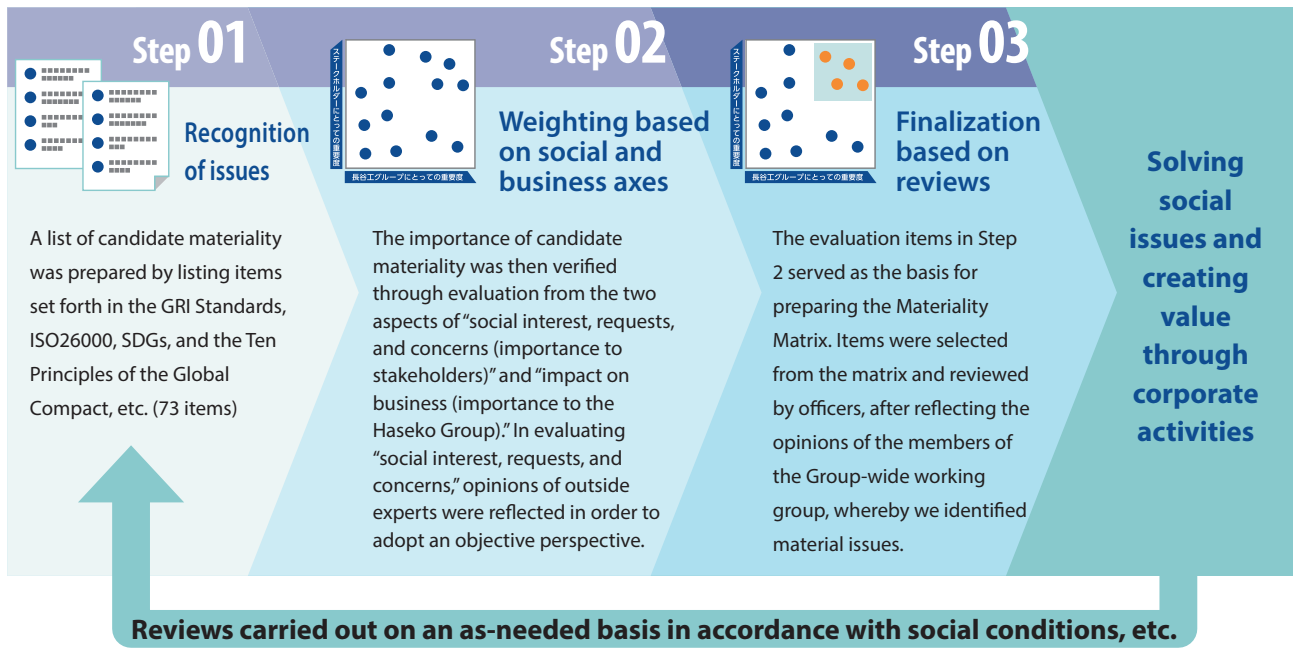 Step 01
Recognition
of issues
A list of candidate materiality
was prepared by listing items
set forth in the GRI Standards,
ISO26000, SDGs, and the Ten
Principles of the Global
Compact, etc. (73 items)
Step 02
ステークホルダーにとっての重要度
長谷工グループにとっての重要度
Weighting based
on social and
business axes
The importance of candidate
materiality was then verified
through evaluation from the two
aspects of “social interest, requests,
and concerns (importance to
stakeholders)” and “impact on
business (importance to the
Haseko Group).” In evaluating
“social interest, requests, and
concerns,” opinions of outside
experts were reflected in order to
adopt an objective perspective.
Step 03
ステークホルダーにとっての重要度
長谷工グループにとっての重要度
Finalization
based on
reviews
The evaluation items in Step
2 served as the basis for
preparing the Materiality
Matrix. Items were selected
from the matrix and reviewed
by officers, after reflecting the
opinions of the members of
the Group-wide working
group, whereby we identified
material issues.
Solving
social
issues and
creating
value
through
corporate
activities
Reviews carried out on an as-needed basis in accordance with social conditions, etc.